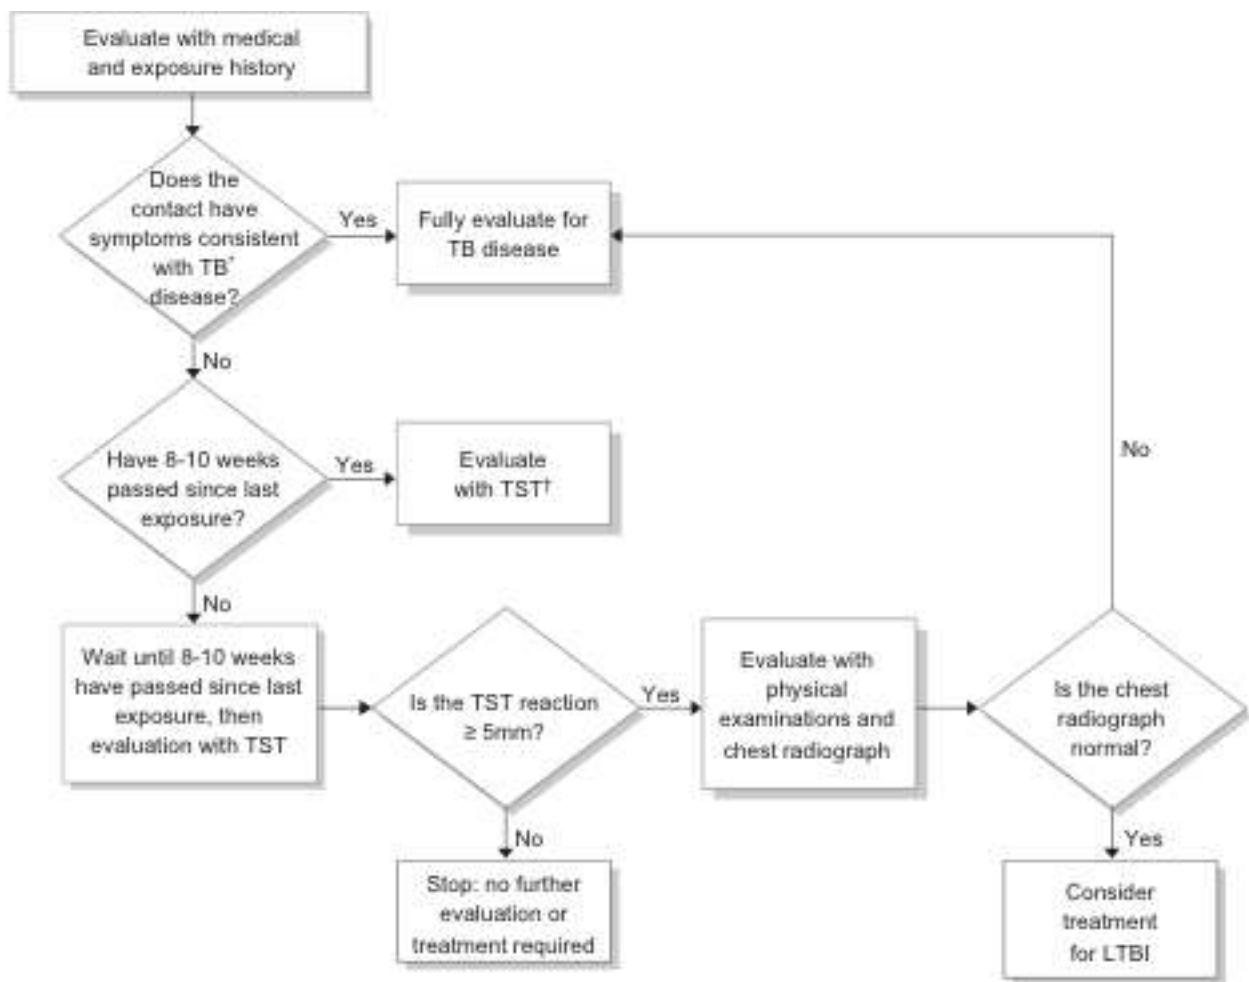 Evaluate with medical
and exposure history
Does the
contact have
symptoms consistent
with TB*
disease?
Yes
Fully evaluate for
TB disease
No
Have 8-10 weeks
passed since last
exposure?
Yes
Evaluate
with TST†
No
No
Wait until 8-10 weeks
have passed since last
exposure, then
evaluation with TST
Is the TST reaction
≥ 5mm?
Yes
Evaluate with
physical
examinations and
chest radiograph
Is the chest
radiograph
normal?
No
Yes
Stop: no further
evaluation or
treatment required
Consider
treatment
for LTBI